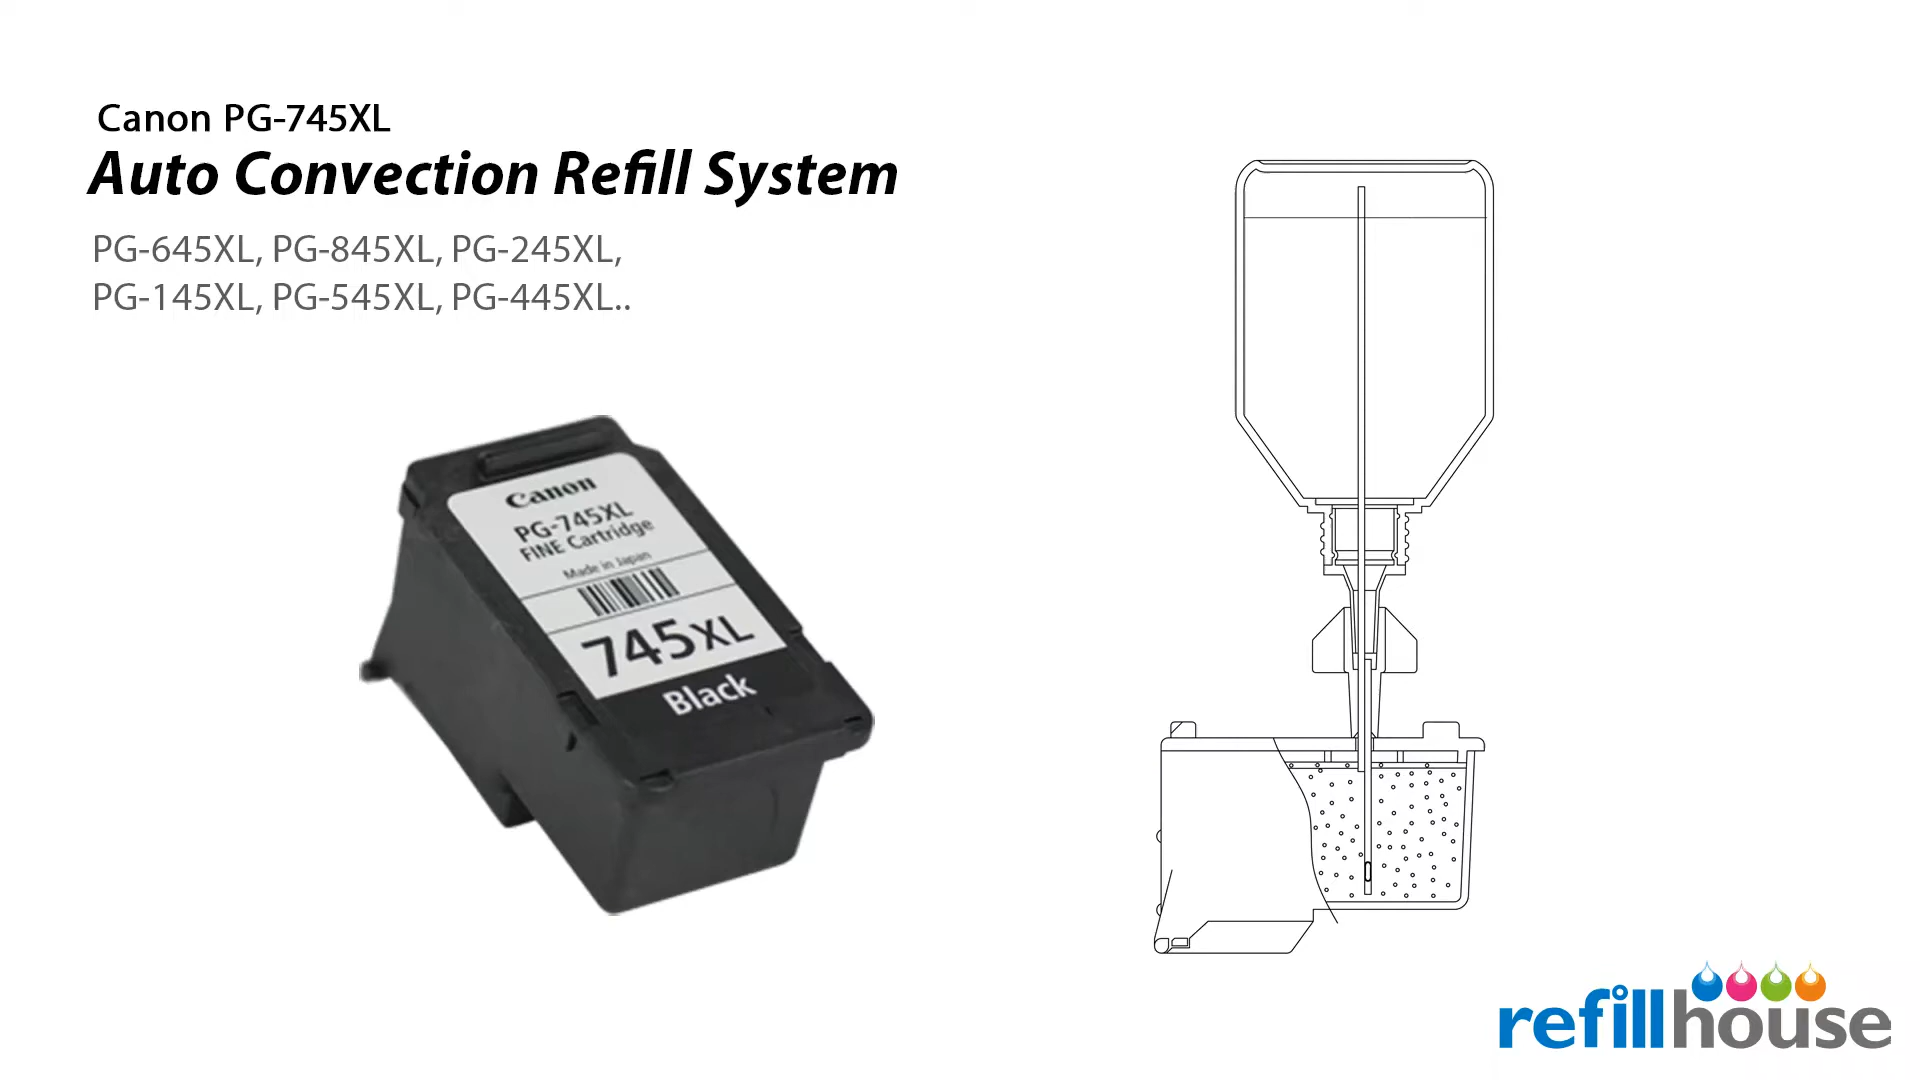 Canon PG-745XL
Auto Convection Refill System
PG-645XL, PG-845XL, PG-245XL,
PG-145XL, PG-545XL, PG-445XL..
Canon
PG-745XL
FINE Cartridge
Made in Japan
745XL
Black
refillhouse